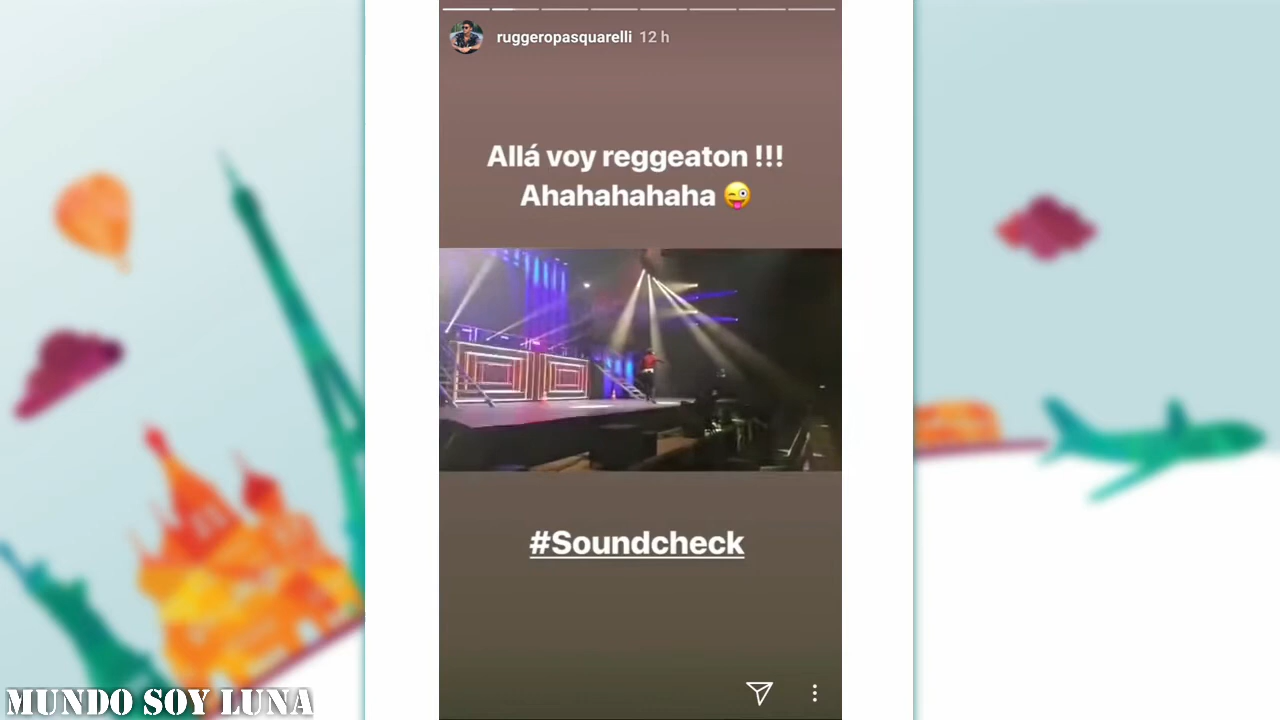 ruggeropasquarelli 12 h
Allá voy reggeaton !!!
Ahahahahaha 😜
#Soundcheck
MUNDO SOY LUNA